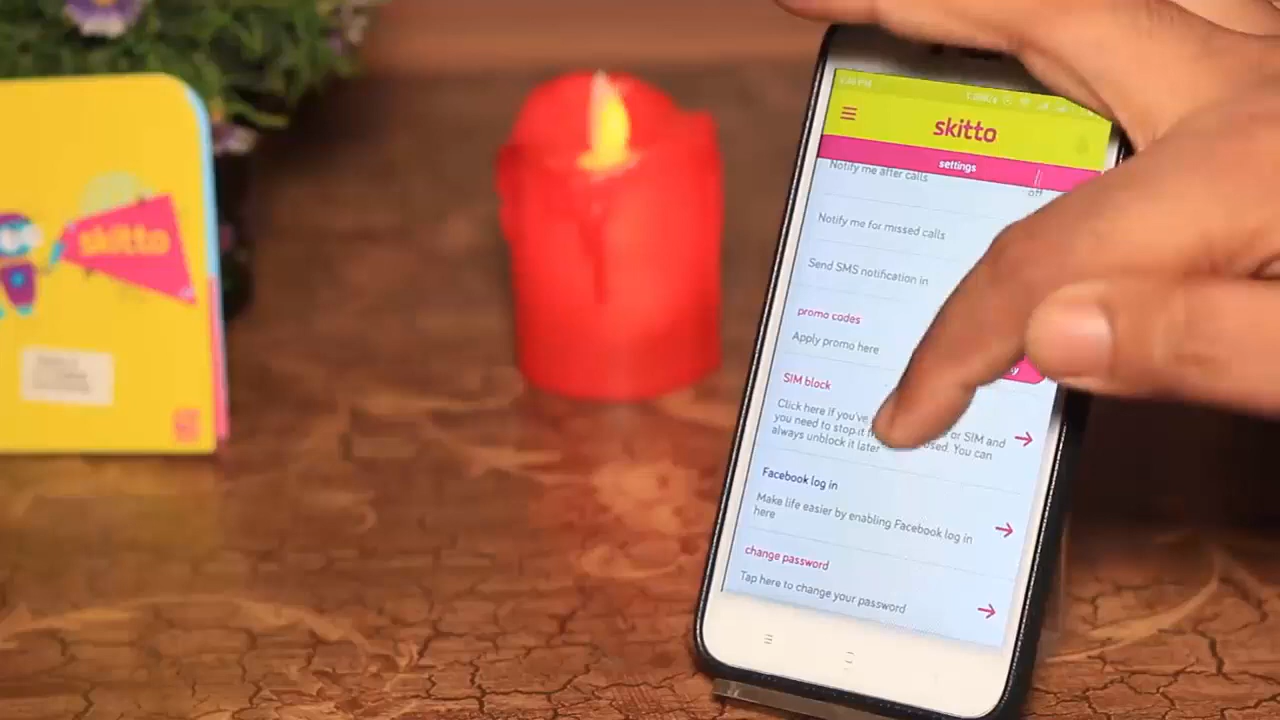 skitto
skitto
settings
Notify me after calls
off
Notify me for missed calls
Send SMS notification in
promo codes
Apply promo here
SIM block
Click here if you've or SIM and
you need to stop it used. You can
always unblock it later
Facebook log in
Make life easier by enabling Facebook log in
here
change password
Tap here to change your password